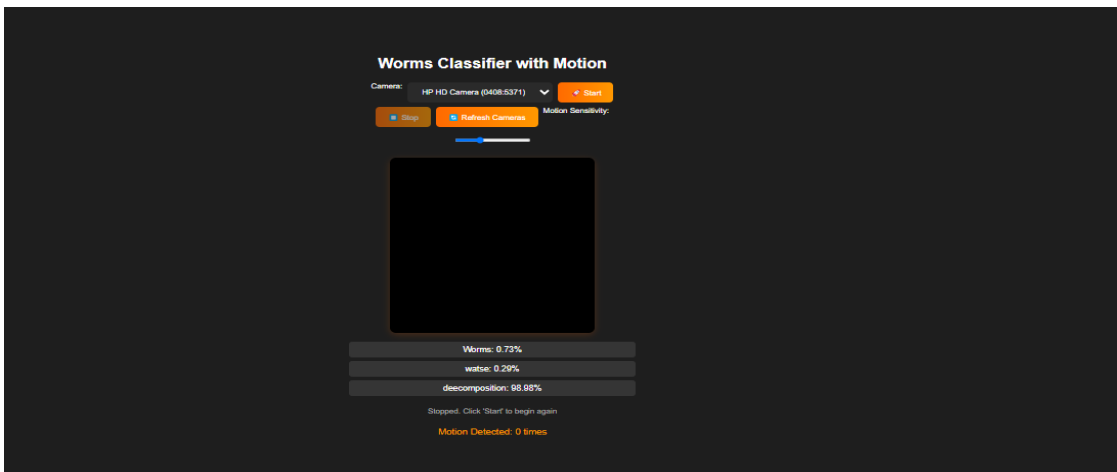 Worms Classifier with Motion
Camera: HP HD Camera (0408:5371) Start
Stop Refresh Cameras Motion Sensitivity:
Worms: 0.73%
watse: 0.29%
deecomposition: 98.98%
Stopped. Click 'Start' to begin again
Motion Detected: 0 times